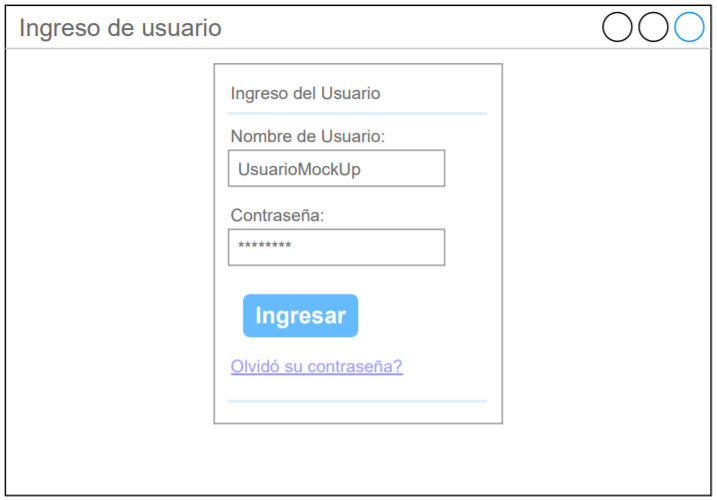 Ingreso de usuario
Ingreso del Usuario
Nombre de Usuario:
UsuarioMockUp
Contraseña:
********
Ingresar
Olvidó su contraseña?